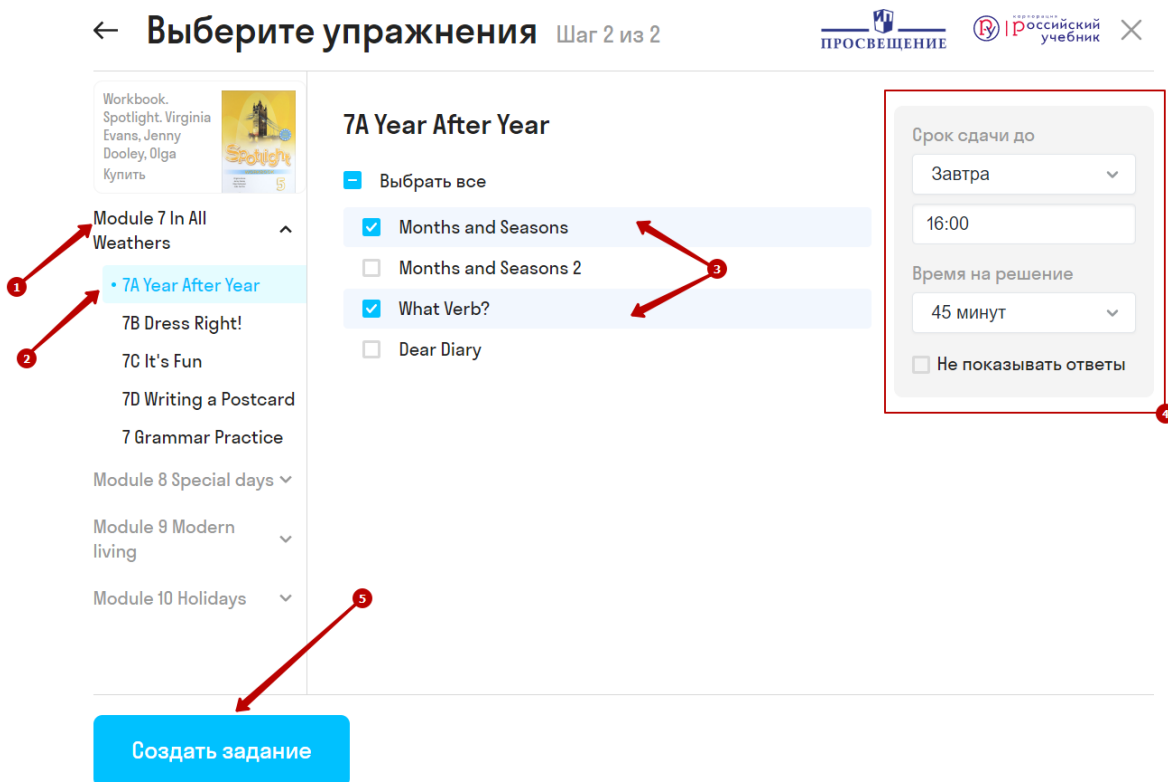 Выберите упражнения Шаг 2 из 2
ПРОСВЕЩЕНИЕ
корпорация
российский
учебник
Workbook.
Spotlight. Virginia
Evans, Jenny
Dooley, Olga
Купить
Spotlight
5
Module 7 In All
Weathers
1
• 7A Year After Year
2
7B Dress Right!
7C It's Fun
7D Writing a Postcard
7 Grammar Practice
Module 8 Special days
Module 9 Modern
living
Module 10 Holidays
7A Year After Year
Выбрать все
Months and Seasons
Months and Seasons 2
3
What Verb?
Dear Diary
Срок сдачи до
Завтра
16:00
Время на решение
45 минут
Не показывать ответы
4
5
Создать задание